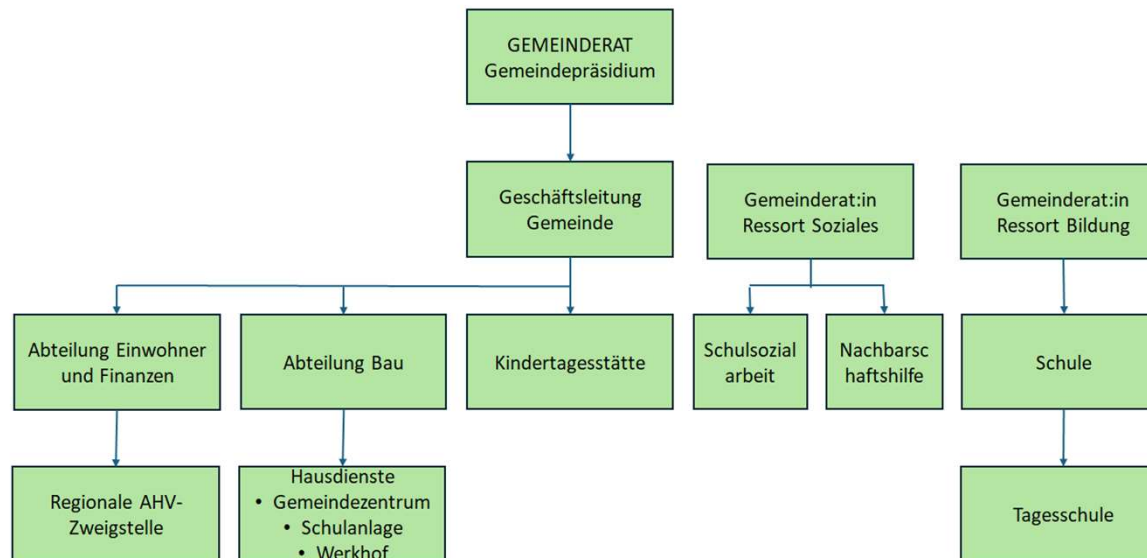 GEMEINDERAT
Gemeindepräsidium
Geschäftsleitung
Gemeinde
Gemeinderat:in
Ressort Soziales
Gemeinderat:in
Ressort Bildung
Abteilung Einwohner
und Finanzen
Abteilung Bau
Kindertagesstätte
Schulsozial
arbeit
Nachbarsc
haftshilfe
Schule
Regionale AHV-
Zweigstelle
Hausdienste
• Gemeindezentrum
• Schulanlage
• Werkhof
Tagesschule